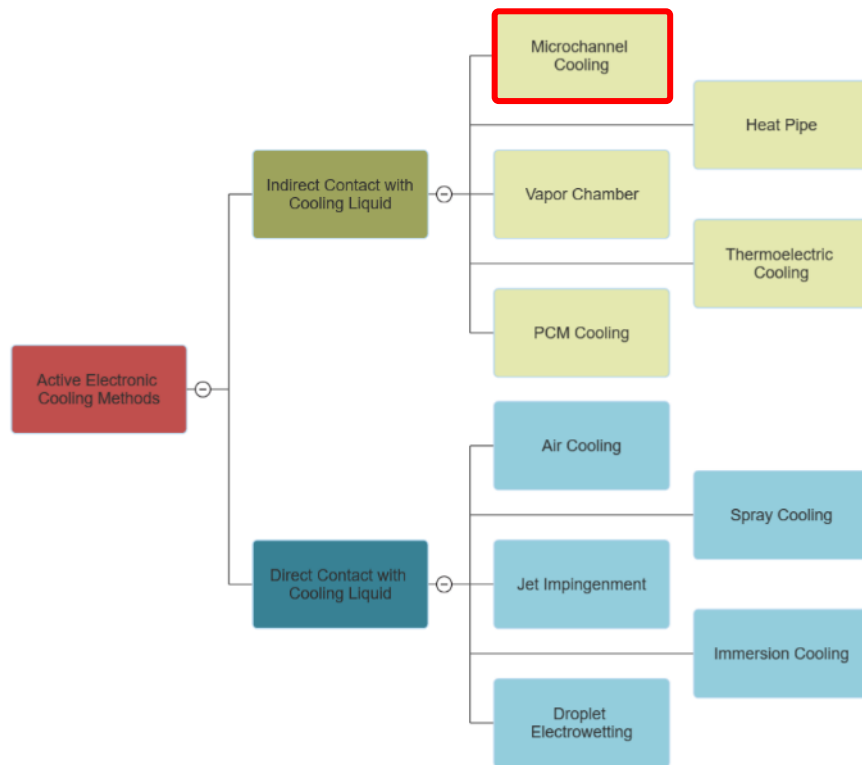 Active Electronic
Cooling Methods
Indirect Contact with
Cooling Liquid
Microchannel
Cooling
Heat Pipe
Vapor Chamber
Thermoelectric
Cooling
PCM Cooling
Direct Contact with
Cooling Liquid
Air Cooling
Spray Cooling
Jet Impingenment
Immersion Cooling
Droplet
Electrowetting